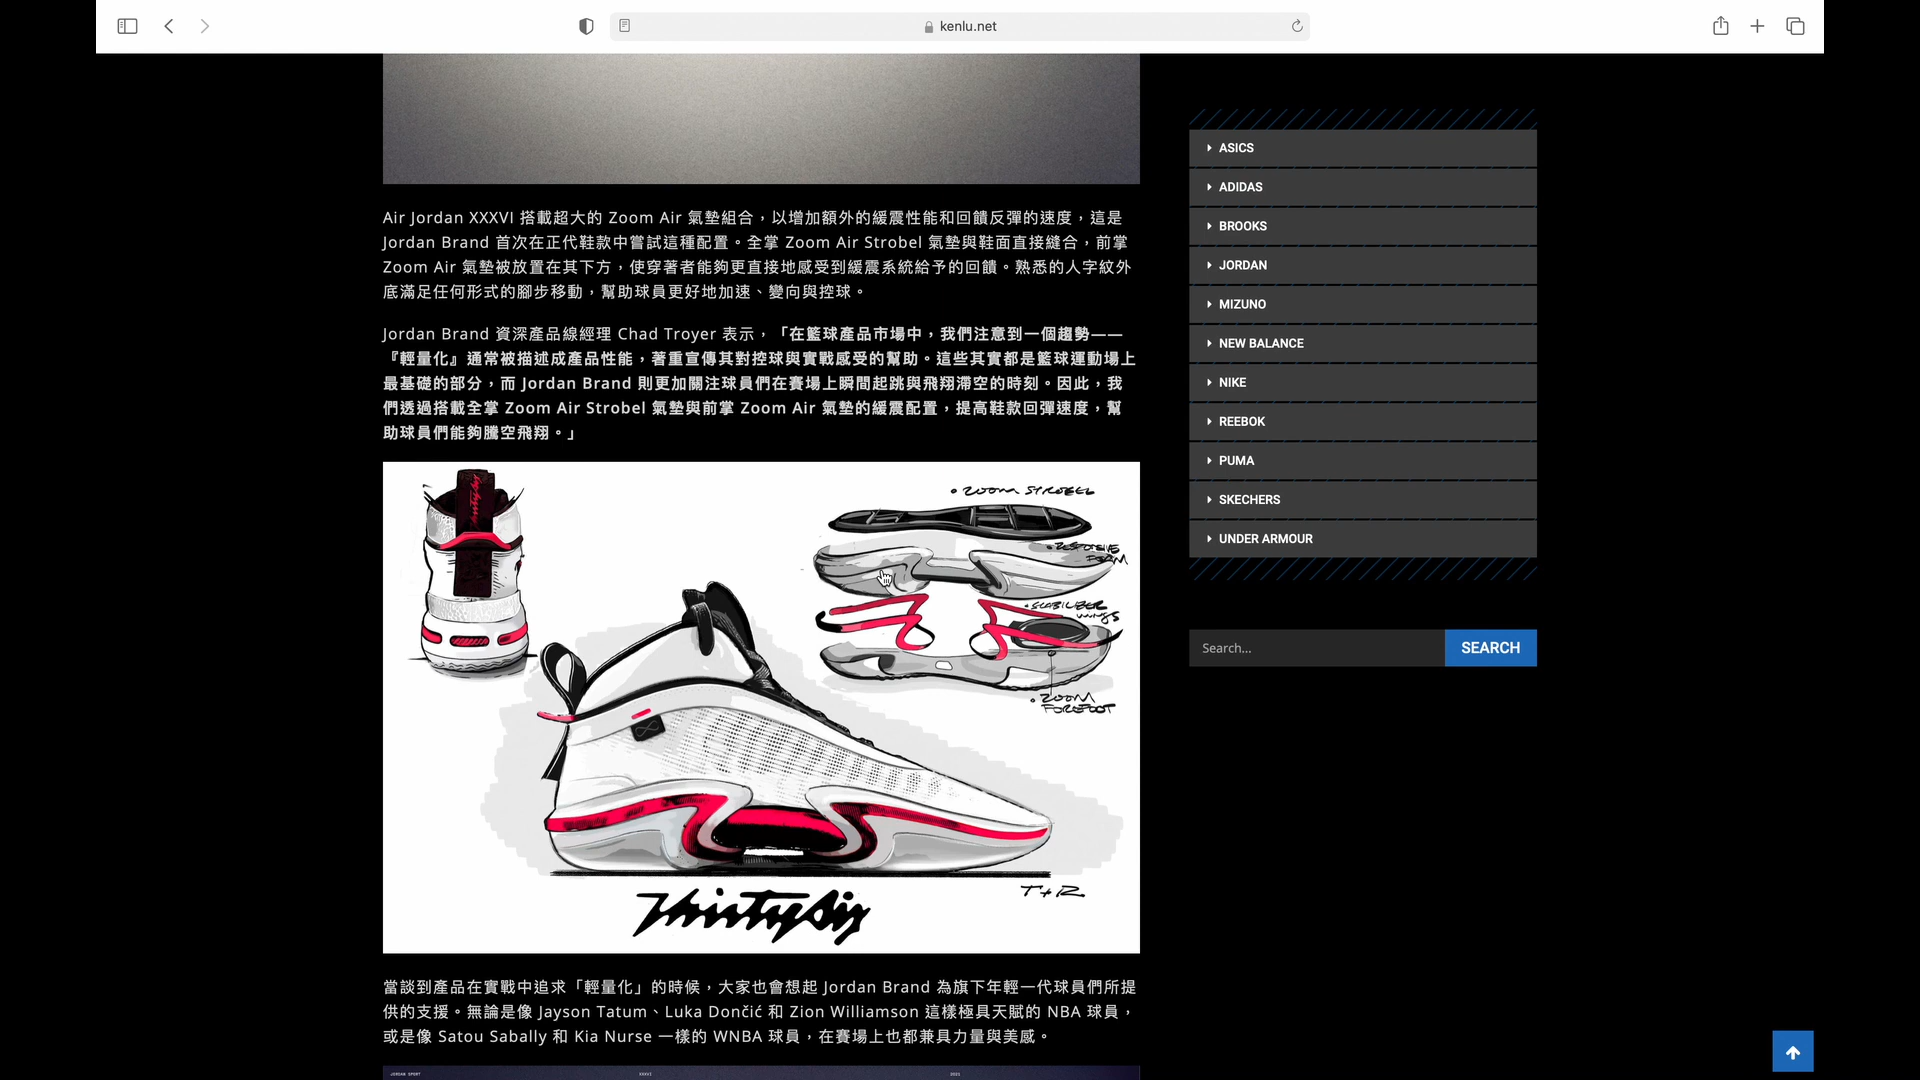 kenlu.net
Air Jordan XXXVI 搭載超大的 Zoom Air 氣墊組合，以增加額外的緩震性能和回饋反彈的速度，這是
Jordan Brand 首次在正代鞋款中嘗試這種配置。全掌 Zoom Air Strobel 氣墊與鞋面直接縫合，前掌
Zoom Air 氣墊被放置在其下方，使穿著者能夠更直接地感受到緩震系統給予的回饋。熟悉的人字紋外
底滿足任何形式的腳步移動，幫助球員更好地加速、變向與控球。
Jordan Brand 資深產品線經理 Chad Troyer 表示，「在籃球產品市場中，我們注意到一個趨勢——
『輕量化』通常被描述成產品性能，著重宣傳其對控球與實戰感受的幫助。這些其實都是籃球運動場上
最基礎的部分，而 Jordan Brand 則更加關注球員們在賽場上瞬間起跳與飛翔滯空的時刻。因此，我
們透過搭載全掌 Zoom Air Strobel 氣墊與前掌 Zoom Air 氣墊的緩震配置，提高鞋款回彈速度，幫
助球員們能夠騰空飛翔。」
ZOOM STROBEL
RESPONSIVE
FOAM
STABILIZER
WINGS
ZOOM
FOREFOOT
T+R
ThirtySix
當談到產品在實戰中追求「輕量化」的時候，大家也會想起 Jordan Brand 為旗下年輕一代球員們所提
供的支援。無論是像 Jayson Tatum、Luka Dončić 和 Zion Williamson 這樣極具天賦的 NBA 球員，
或是像 Satou Sabally 和 Kia Nurse 一樣的 WNBA 球員，在賽場上也都兼具力量與美感。
JORDAN SPORT XXXVI 2021
ASICS
ADIDAS
BROOKS
JORDAN
MIZUNO
NEW BALANCE
NIKE
REEBOK
PUMA
SKECHERS
UNDER ARMOUR
Search... SEARCH